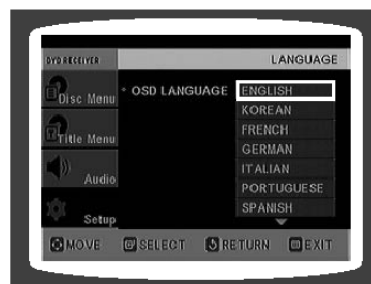 DVD RECEIVER LANGUAGE
Disc Menu
Title Menu
Audio
Setup
• OSD LANGUAGE
ENGLISH
KOREAN
FRENCH
GERMAN
ITALIAN
PORTUGUESE
SPANISH
MOVE SELECT RETURN EXIT